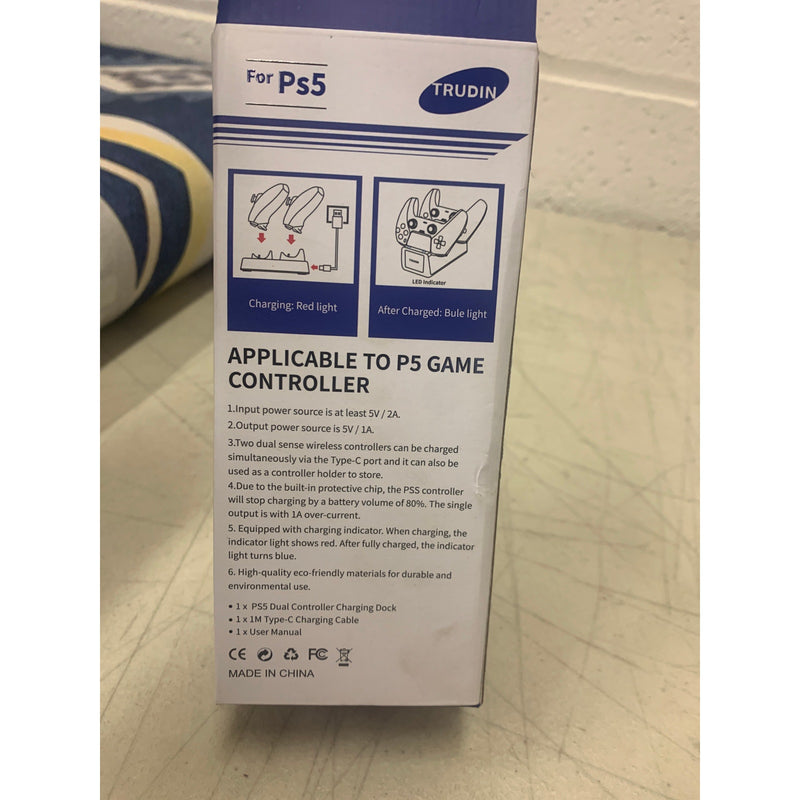 For Ps5
TRUDIN
TRUDIN
LED Indicator
Charging: Red light
After Charged: Bule light
APPLICABLE TO P5 GAME
CONTROLLER
1.Input power source is at least 5V / 2A.
2.Output power source is 5V / 1A.
3.Two dual sense wireless controllers can be charged
simultaneously via the Type-C port and it can also be
used as a controller holder to store.
4.Due to the built-in protective chip, the PSS controller
will stop charging by a battery volume of 80%. The single
output is with 1A over-current.
5. Equipped with charging indicator. When charging, the
indicator light shows red. After fully charged, the indicator
light turns blue.
6. High-quality eco-friendly materials for durable and
environmental use.
• 1 x PS5 Dual Controller Charging Dock
• 1 x 1M Type-C Charging Cable
• 1 x User Manual
CE FC
MADE IN CHINA